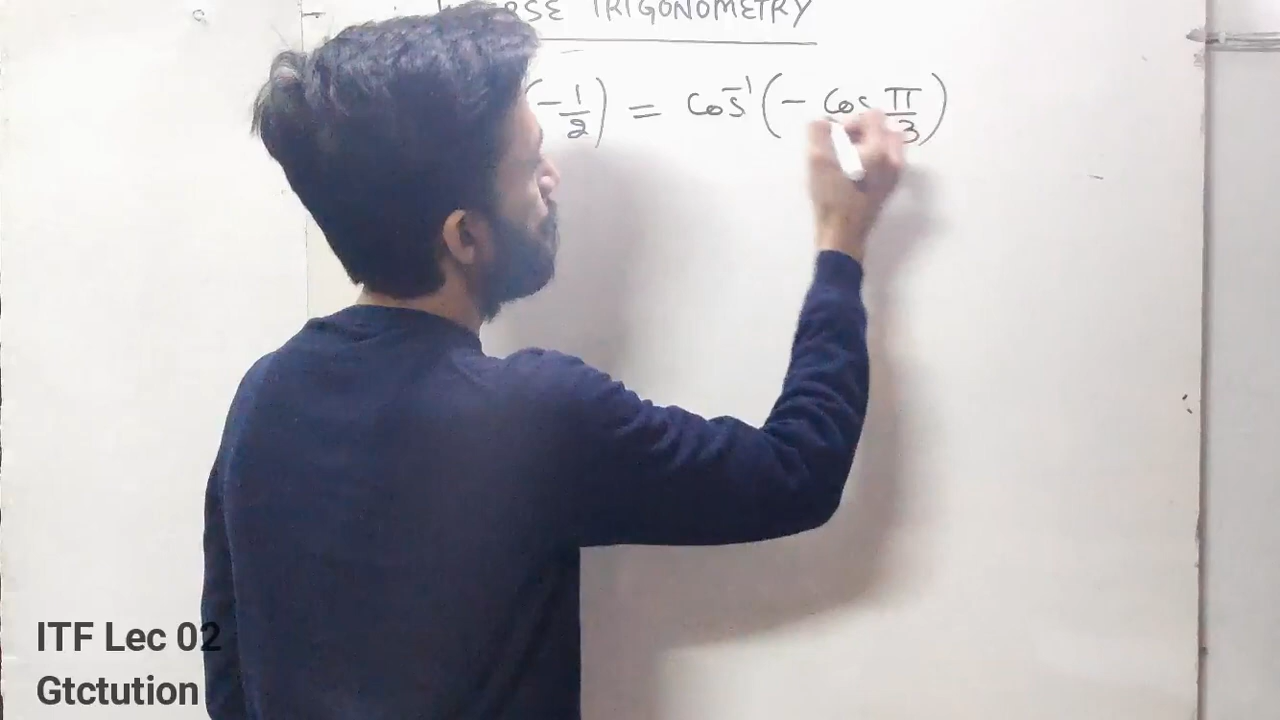 TRIGONOMETRY
(-1/2) = Cos⁻¹(- Cos π/3)
ITF Lec 02
Gtctution